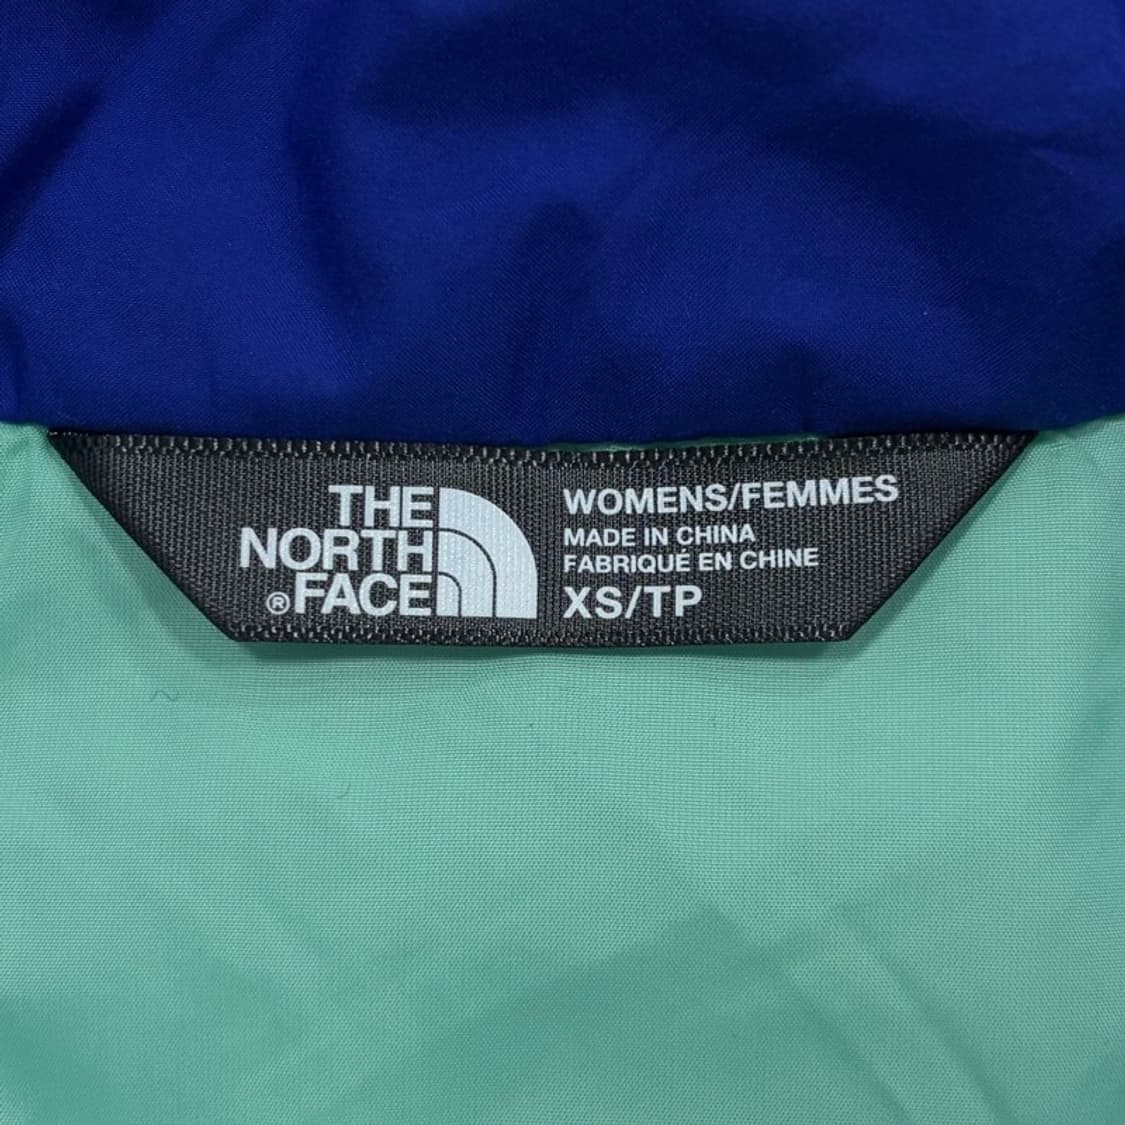 THE
NORTH
®FACE
WOMENS/FEMMES
MADE IN CHINA
FABRIQUÉ EN CHINE
XS/TP